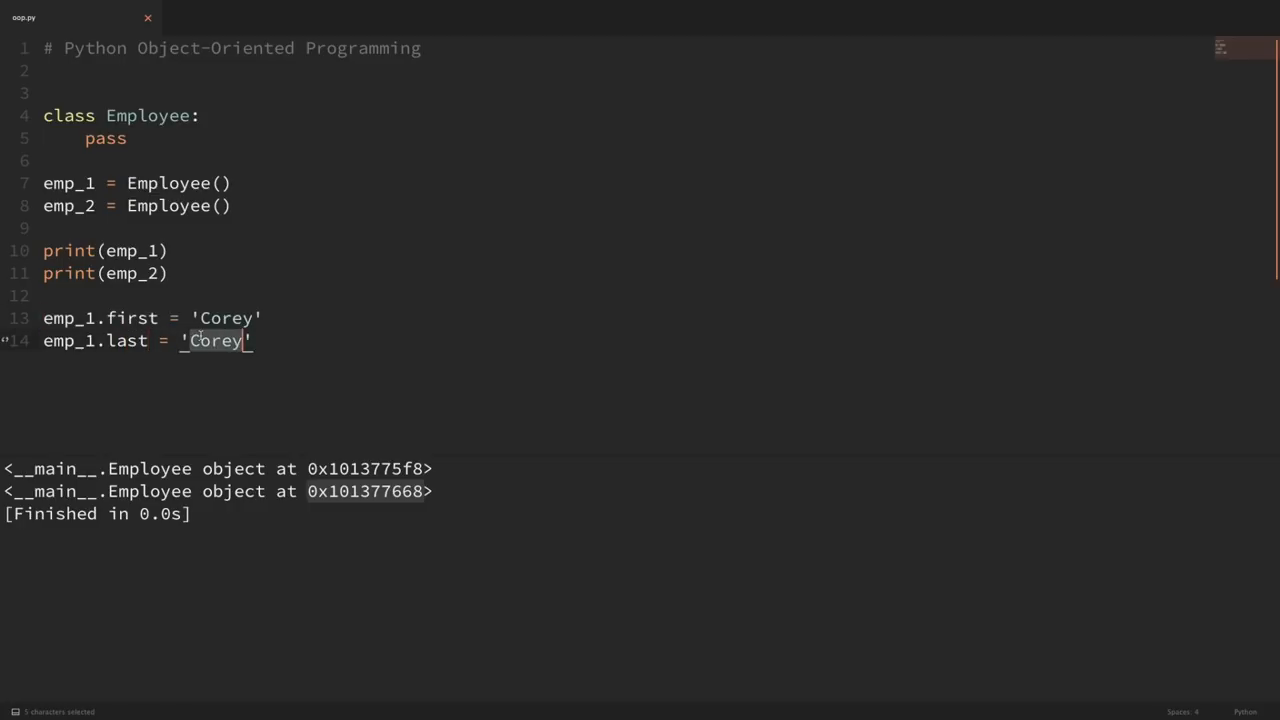 oop.py
1 # Python Object-Oriented Programming
2
3
4 class Employee:
5     pass
6
7 emp_1 = Employee()
8 emp_2 = Employee()
9
10 print(emp_1)
11 print(emp_2)
12
13 emp_1.first = 'Corey'
14 emp_1.last = 'Corey'
<__main__.Employee object at 0x1013775f8>
<__main__.Employee object at 0x101377668>
[Finished in 0.0s]
5 characters selected
Spaces: 4
Python